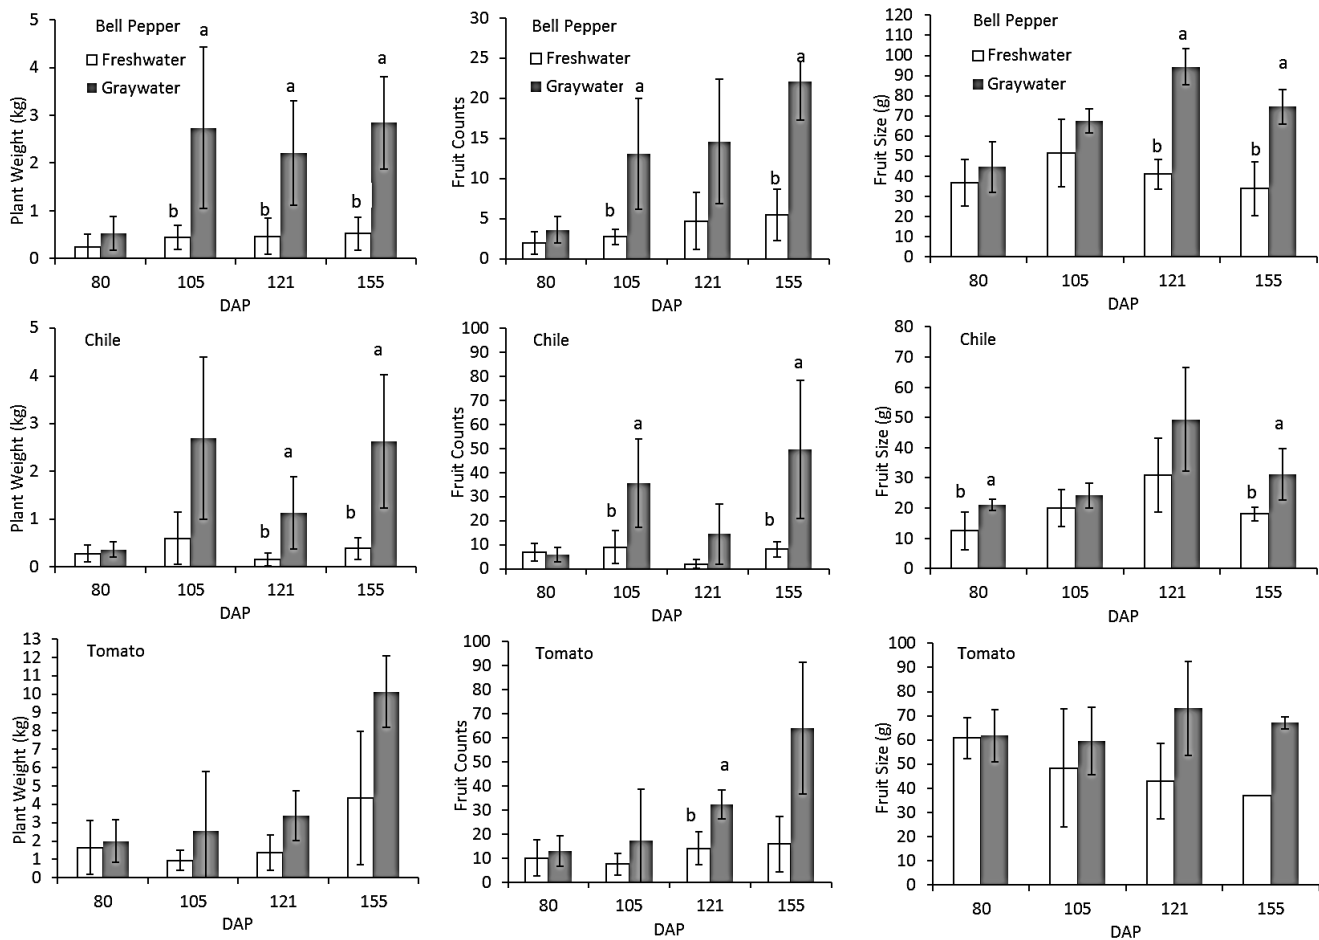 Bell Pepper
Freshwater
Graywater
Plant Weight (kg)
5
4
3
2
1
0
a
a
a
b
b
b
80 105 121 155
DAP
Bell Pepper
Freshwater
Graywater
Fruit Counts
30
25
20
15
10
5
0
a
a
b
b
80 105 121 155
DAP
Bell Pepper
Freshwater
Graywater
Fruit Size (g)
120
110
100
90
80
70
60
50
40
30
20
10
0
a
a
b
b
80 105 121 155
DAP
Chile
Plant Weight (kg)
5
4
3
2
1
0
a
a
b
b
80 105 121 155
DAP
Chile
Fruit Counts
100
90
80
70
60
50
40
30
20
10
0
a
a
b
b
80 105 121 155
DAP
Chile
Fruit Size (g)
80
70
60
50
40
30
20
10
0
b
a
a
b
80 105 121 155
DAP
Tomato
Plant Weight (kg)
13
12
11
10
9
8
7
6
5
4
3
2
1
0
80 105 121 155
DAP
Tomato
Fruit Counts
100
90
80
70
60
50
40
30
20
10
0
a
b
80 105 121 155
DAP
Tomato
Fruit Size (g)
100
90
80
70
60
50
40
30
20
10
0
80 105 121 155
DAP